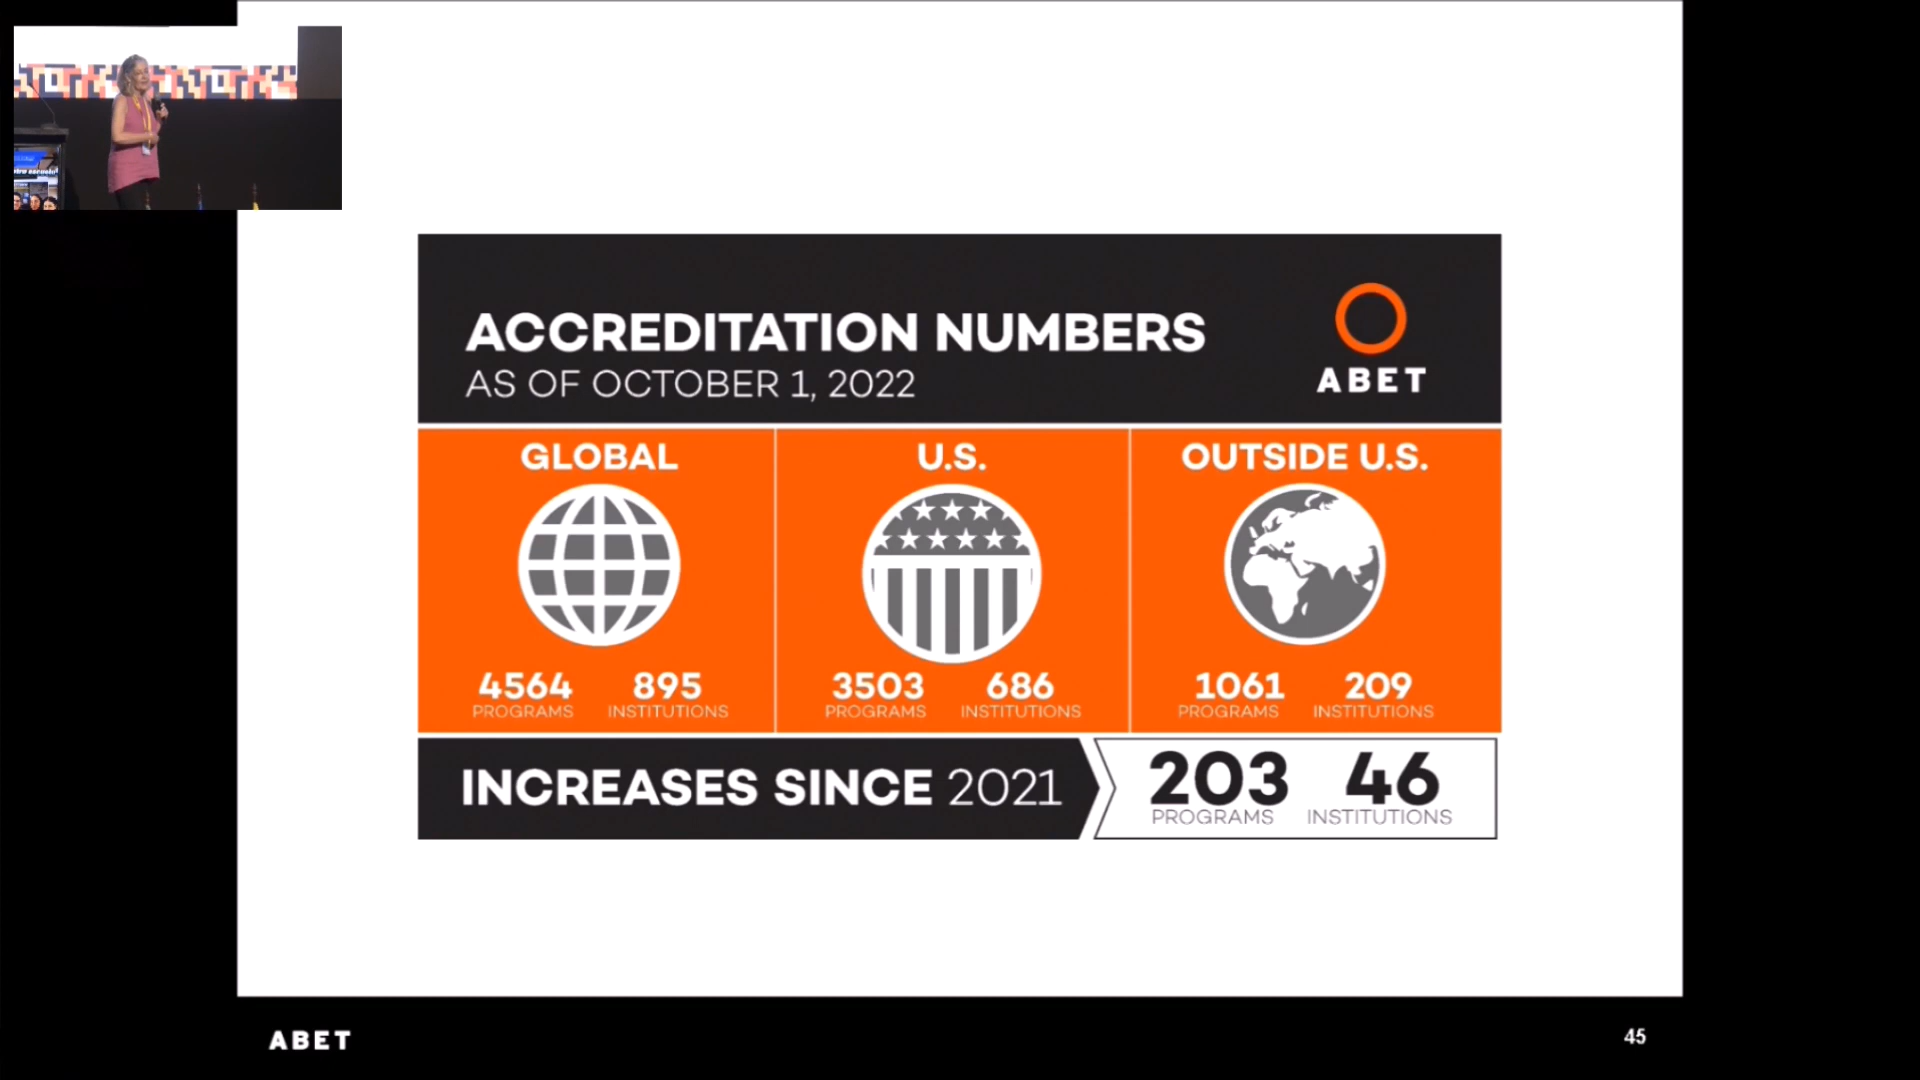 ACCREDITATION NUMBERS
AS OF OCTOBER 1, 2022
ABET
GLOBAL
4564 895
PROGRAMS INSTITUTIONS
U.S.
3503 686
PROGRAMS INSTITUTIONS
OUTSIDE U.S.
1061 209
PROGRAMS INSTITUTIONS
INCREASES SINCE 2021
203 46
PROGRAMS INSTITUTIONS
ABET
45